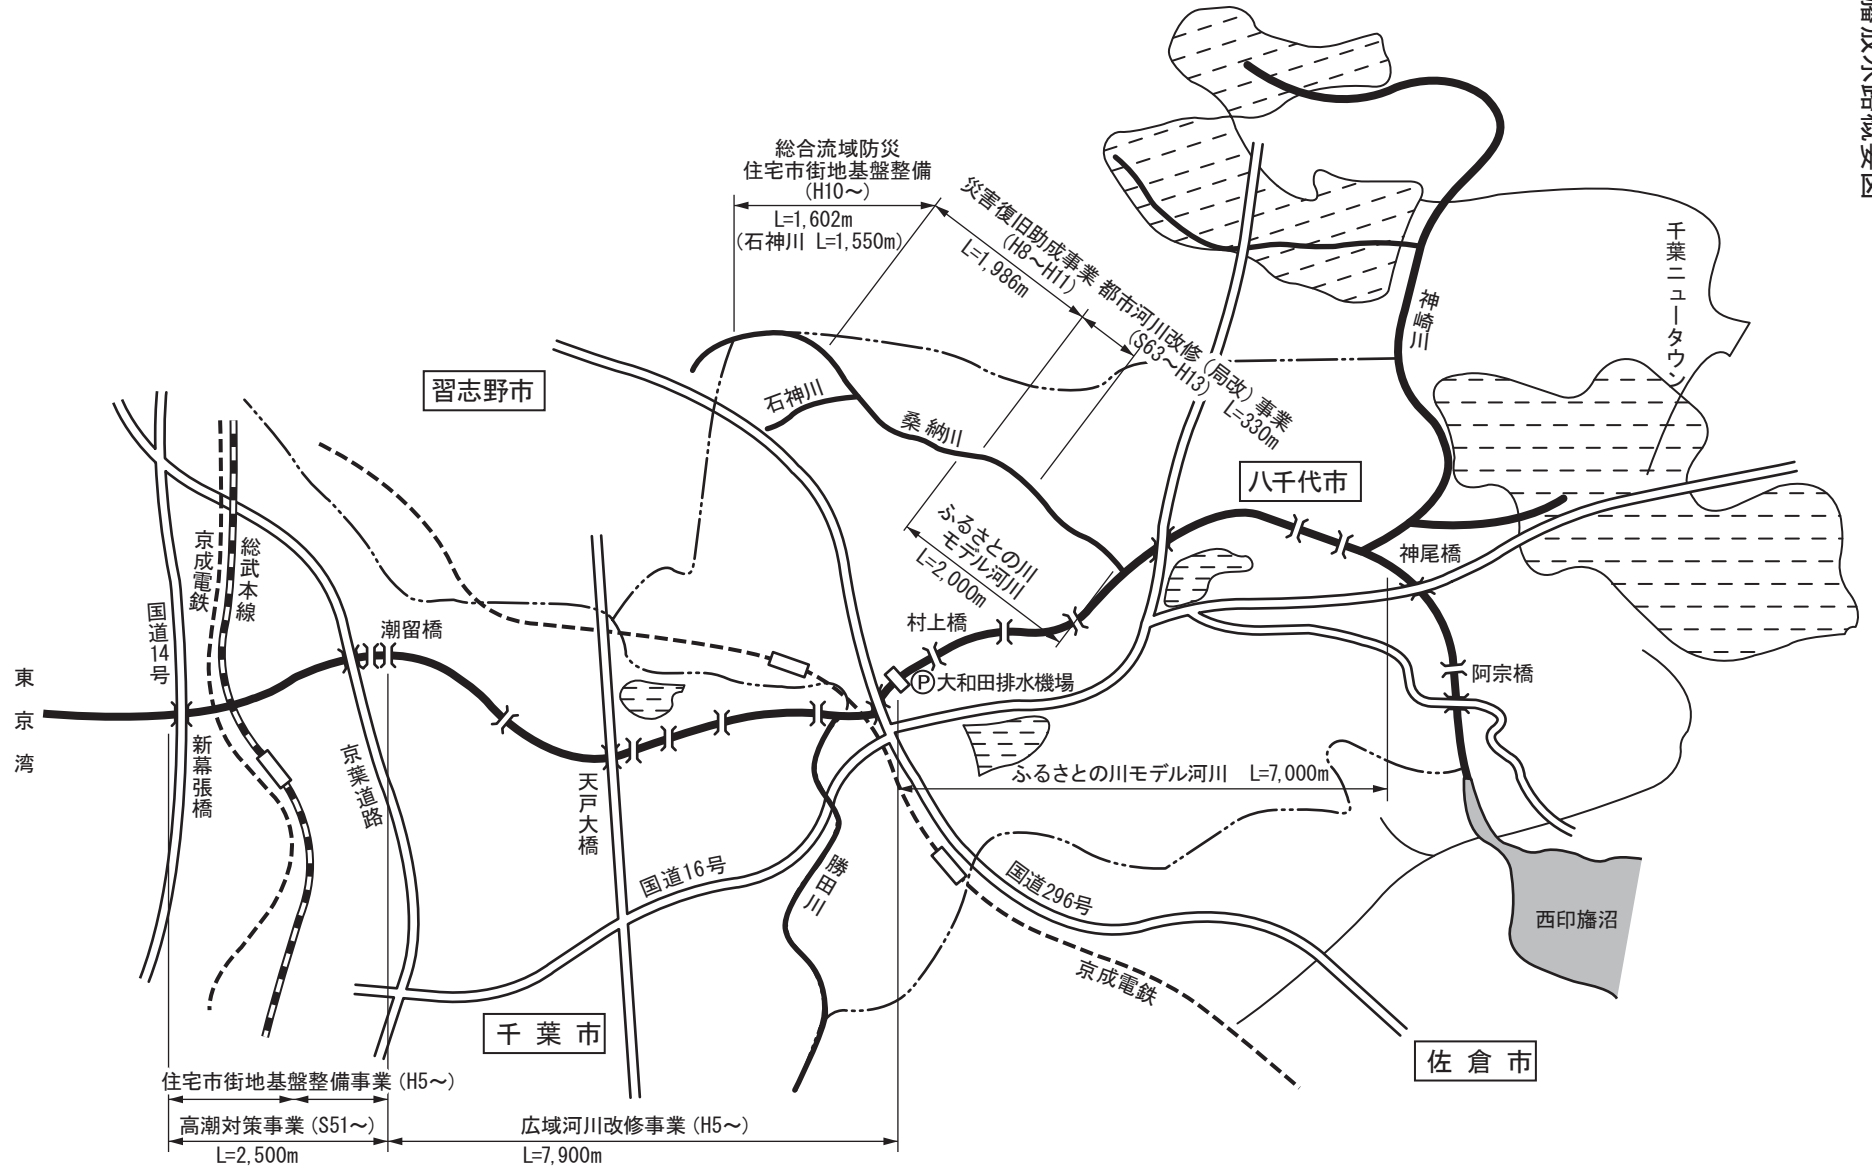 総合流域防災
住宅市街地基盤整備
(H10～)
L=1,602m
(石神川 L=1,550m)
災害復旧助成事業
(H8～H11)
L=1,986m
都市河川改修(局改)事業
(S63～H13)
L=330m
千葉ニュータウン
神崎川
習志野市
石神川
桑納川
八千代市
ふるさとの川
モデル河川
L=2,000m
神尾橋
京成電鉄
総武本線
国道14号
潮留橋
村上橋
Ⓟ大和田排水機場
阿宗橋
東京湾
新幕張橋
京葉道路
天戸大橋
ふるさとの川モデル河川 L=7,000m
国道16号
勝田川
国道296号
西印旛沼
京成電鉄
千葉市
佐倉市
住宅市街地基盤整備事業(H5～)
高潮対策事業(S51～)
L=2,500m
広域河川改修事業(H5～)
L=7,900m
放水路概要図